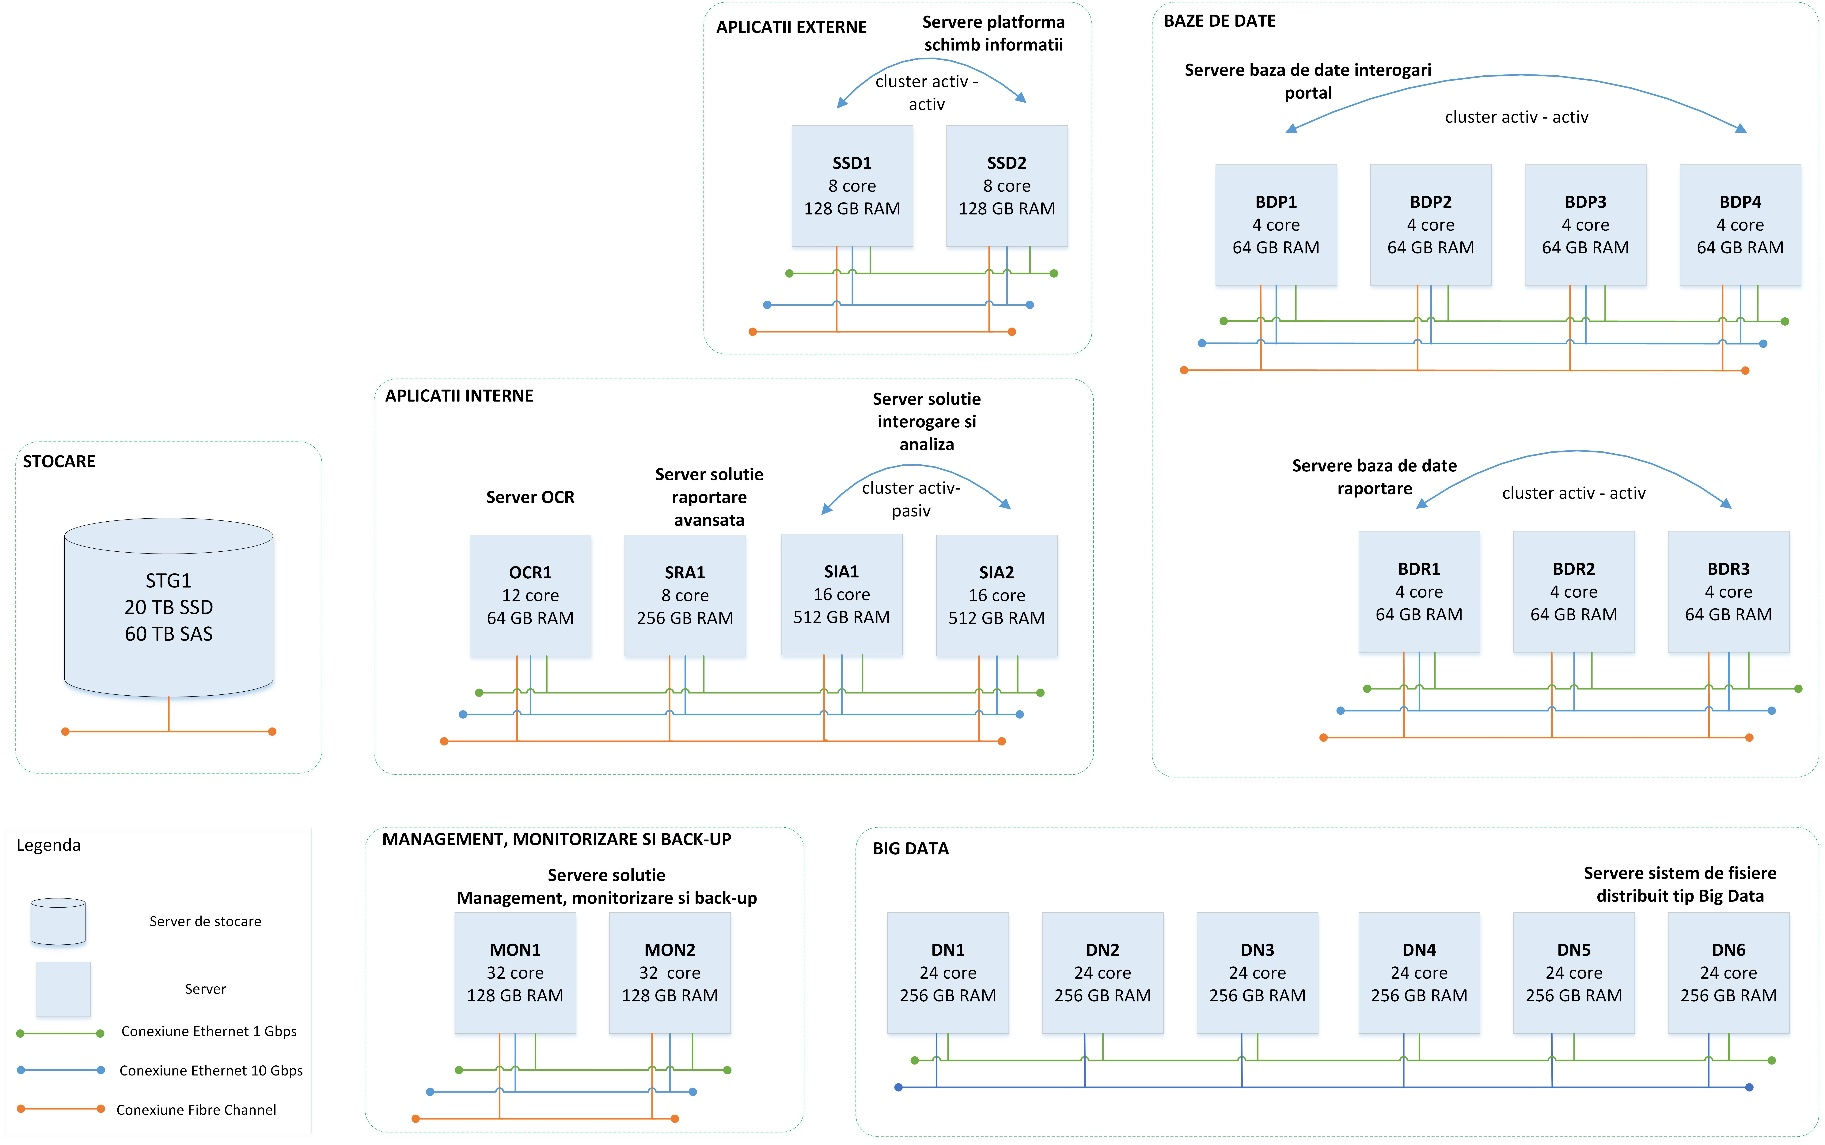 APLICATII EXTERNE
Servere platforma
schimb informatii
cluster activ -
activ
SSD1
8 core
128 GB RAM
SSD2
8 core
128 GB RAM
BAZE DE DATE
Servere baza de date interogari
portal
cluster activ - activ
BDP1
4 core
64 GB RAM
BDP2
4 core
64 GB RAM
BDP3
4 core
64 GB RAM
BDP4
4 core
64 GB RAM
Servere baza de date
raportare
cluster activ - activ
BDR1
4 core
64 GB RAM
BDR2
4 core
64 GB RAM
BDR3
4 core
64 GB RAM
APLICATII INTERNE
Server OCR
Server solutie
raportare
avansata
Server solutie
interogare si
analiza
cluster activ-
pasiv
OCR1
12 core
64 GB RAM
SRA1
8 core
256 GB RAM
SIA1
16 core
512 GB RAM
SIA2
16 core
512 GB RAM
STOCARE
STG1
20 TB SSD
60 TB SAS
Legenda
Server de stocare
Server
Conexiune Ethernet 1 Gbps
Conexiune Ethernet 10 Gbps
Conexiune Fibre Channel
MANAGEMENT, MONITORIZARE SI BACK-UP
Servere solutie
Management, monitorizare si back-up
MON1
32 core
128 GB RAM
MON2
32 core
128 GB RAM
BIG DATA
Servere sistem de fisiere
distribuit tip Big Data
DN1
24 core
256 GB RAM
DN2
24 core
256 GB RAM
DN3
24 core
256 GB RAM
DN4
24 core
256 GB RAM
DN5
24 core
256 GB RAM
DN6
24 core
256 GB RAM